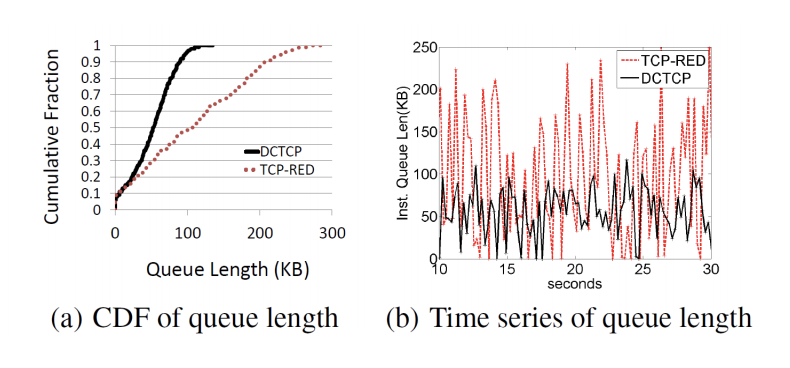 Cumulative Fraction
1
0.9
0.8
0.7
0.6
0.5
0.4
0.3
0.2
0.1
0
DCTCP
TCP-RED
0 100 200 300
Queue Length (KB)
(a) CDF of queue length
Inst. Queue Len(KB)
250
200
150
100
50
0
TCP-RED
DCTCP
10 15 20 25 30
seconds
(b) Time series of queue length